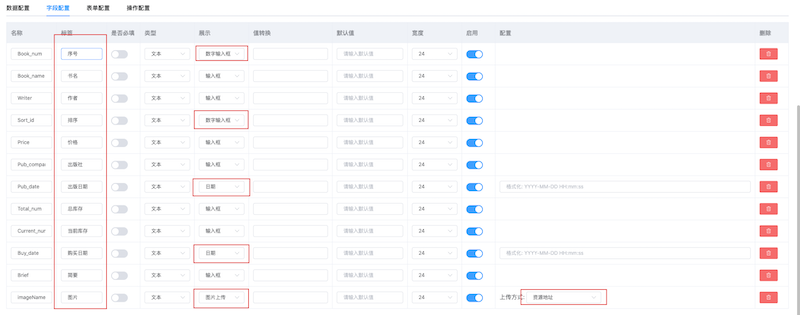 数据配置 字段配置 表单配置 操作配置
名称 标签 是否必填 类型 展示 值转换 默认值 宽度 启用 配置 删除
Book_num 序号 文本 数字输入框 请输入默认值 24
Book_name 书名 文本 输入框 请输入默认值 24
Writer 作者 文本 输入框 请输入默认值 24
Sort_id 排序 文本 数字输入框 请输入默认值 24
Price 价格 文本 输入框 请输入默认值 24
Pub_compa 出版社 文本 输入框 请输入默认值 24
Pub_date 出版日期 文本 日期 请输入默认值 24 格式化: YYYY-MM-DD HH:mm:ss
Total_num 总库存 文本 输入框 请输入默认值 24
Current_nur 当前库存 文本 输入框 请输入默认值 24
Buy_date 购买日期 文本 日期 请输入默认值 24 格式化: YYYY-MM-DD HH:mm:ss
Brief 简要 文本 输入框 请输入默认值 24
imageName 图片 文本 图片上传 请输入默认值 24 上传方式: 资源地址